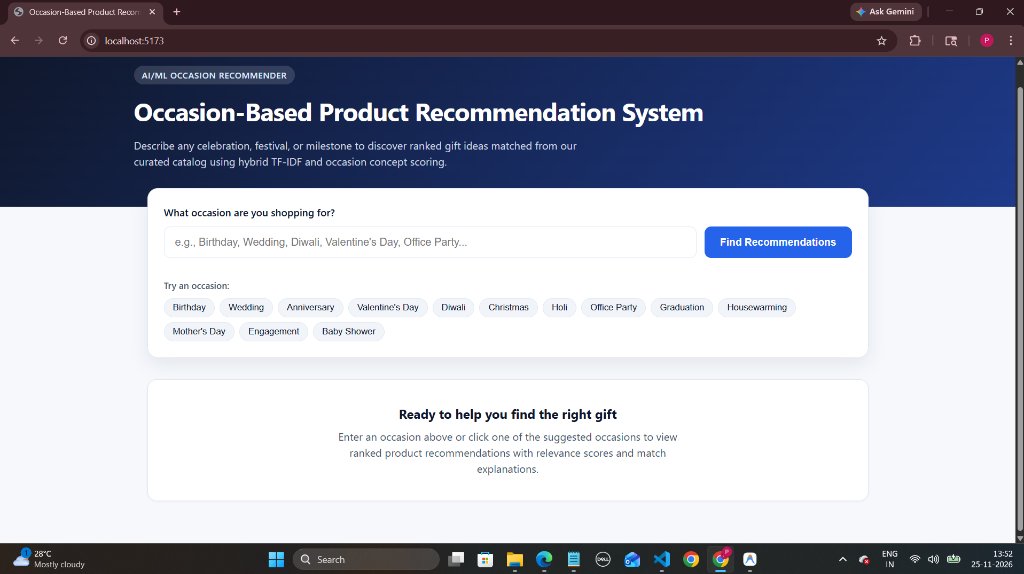 Occasion-Based Product Recon
Ask Gemini
localhost:5173
P
AI/ML OCCASION RECOMMENDER
Occasion-Based Product Recommendation System
Describe any celebration, festival, or milestone to discover ranked gift ideas matched from our
curated catalog using hybrid TF-IDF and occasion concept scoring.
What occasion are you shopping for?
e.g., Birthday, Wedding, Diwali, Valentine's Day, Office Party...
Find Recommendations
Try an occasion:
Birthday Wedding Anniversary Valentine's Day Diwali Christmas Holi Office Party Graduation Housewarming
Mother's Day Engagement Baby Shower
Ready to help you find the right gift
Enter an occasion above or click one of the suggested occasions to view
ranked product recommendations with relevance scores and match
explanations.
28°C
Mostly cloudy
Search
DELL
P
ENG
IN
13:52
25-11-2026